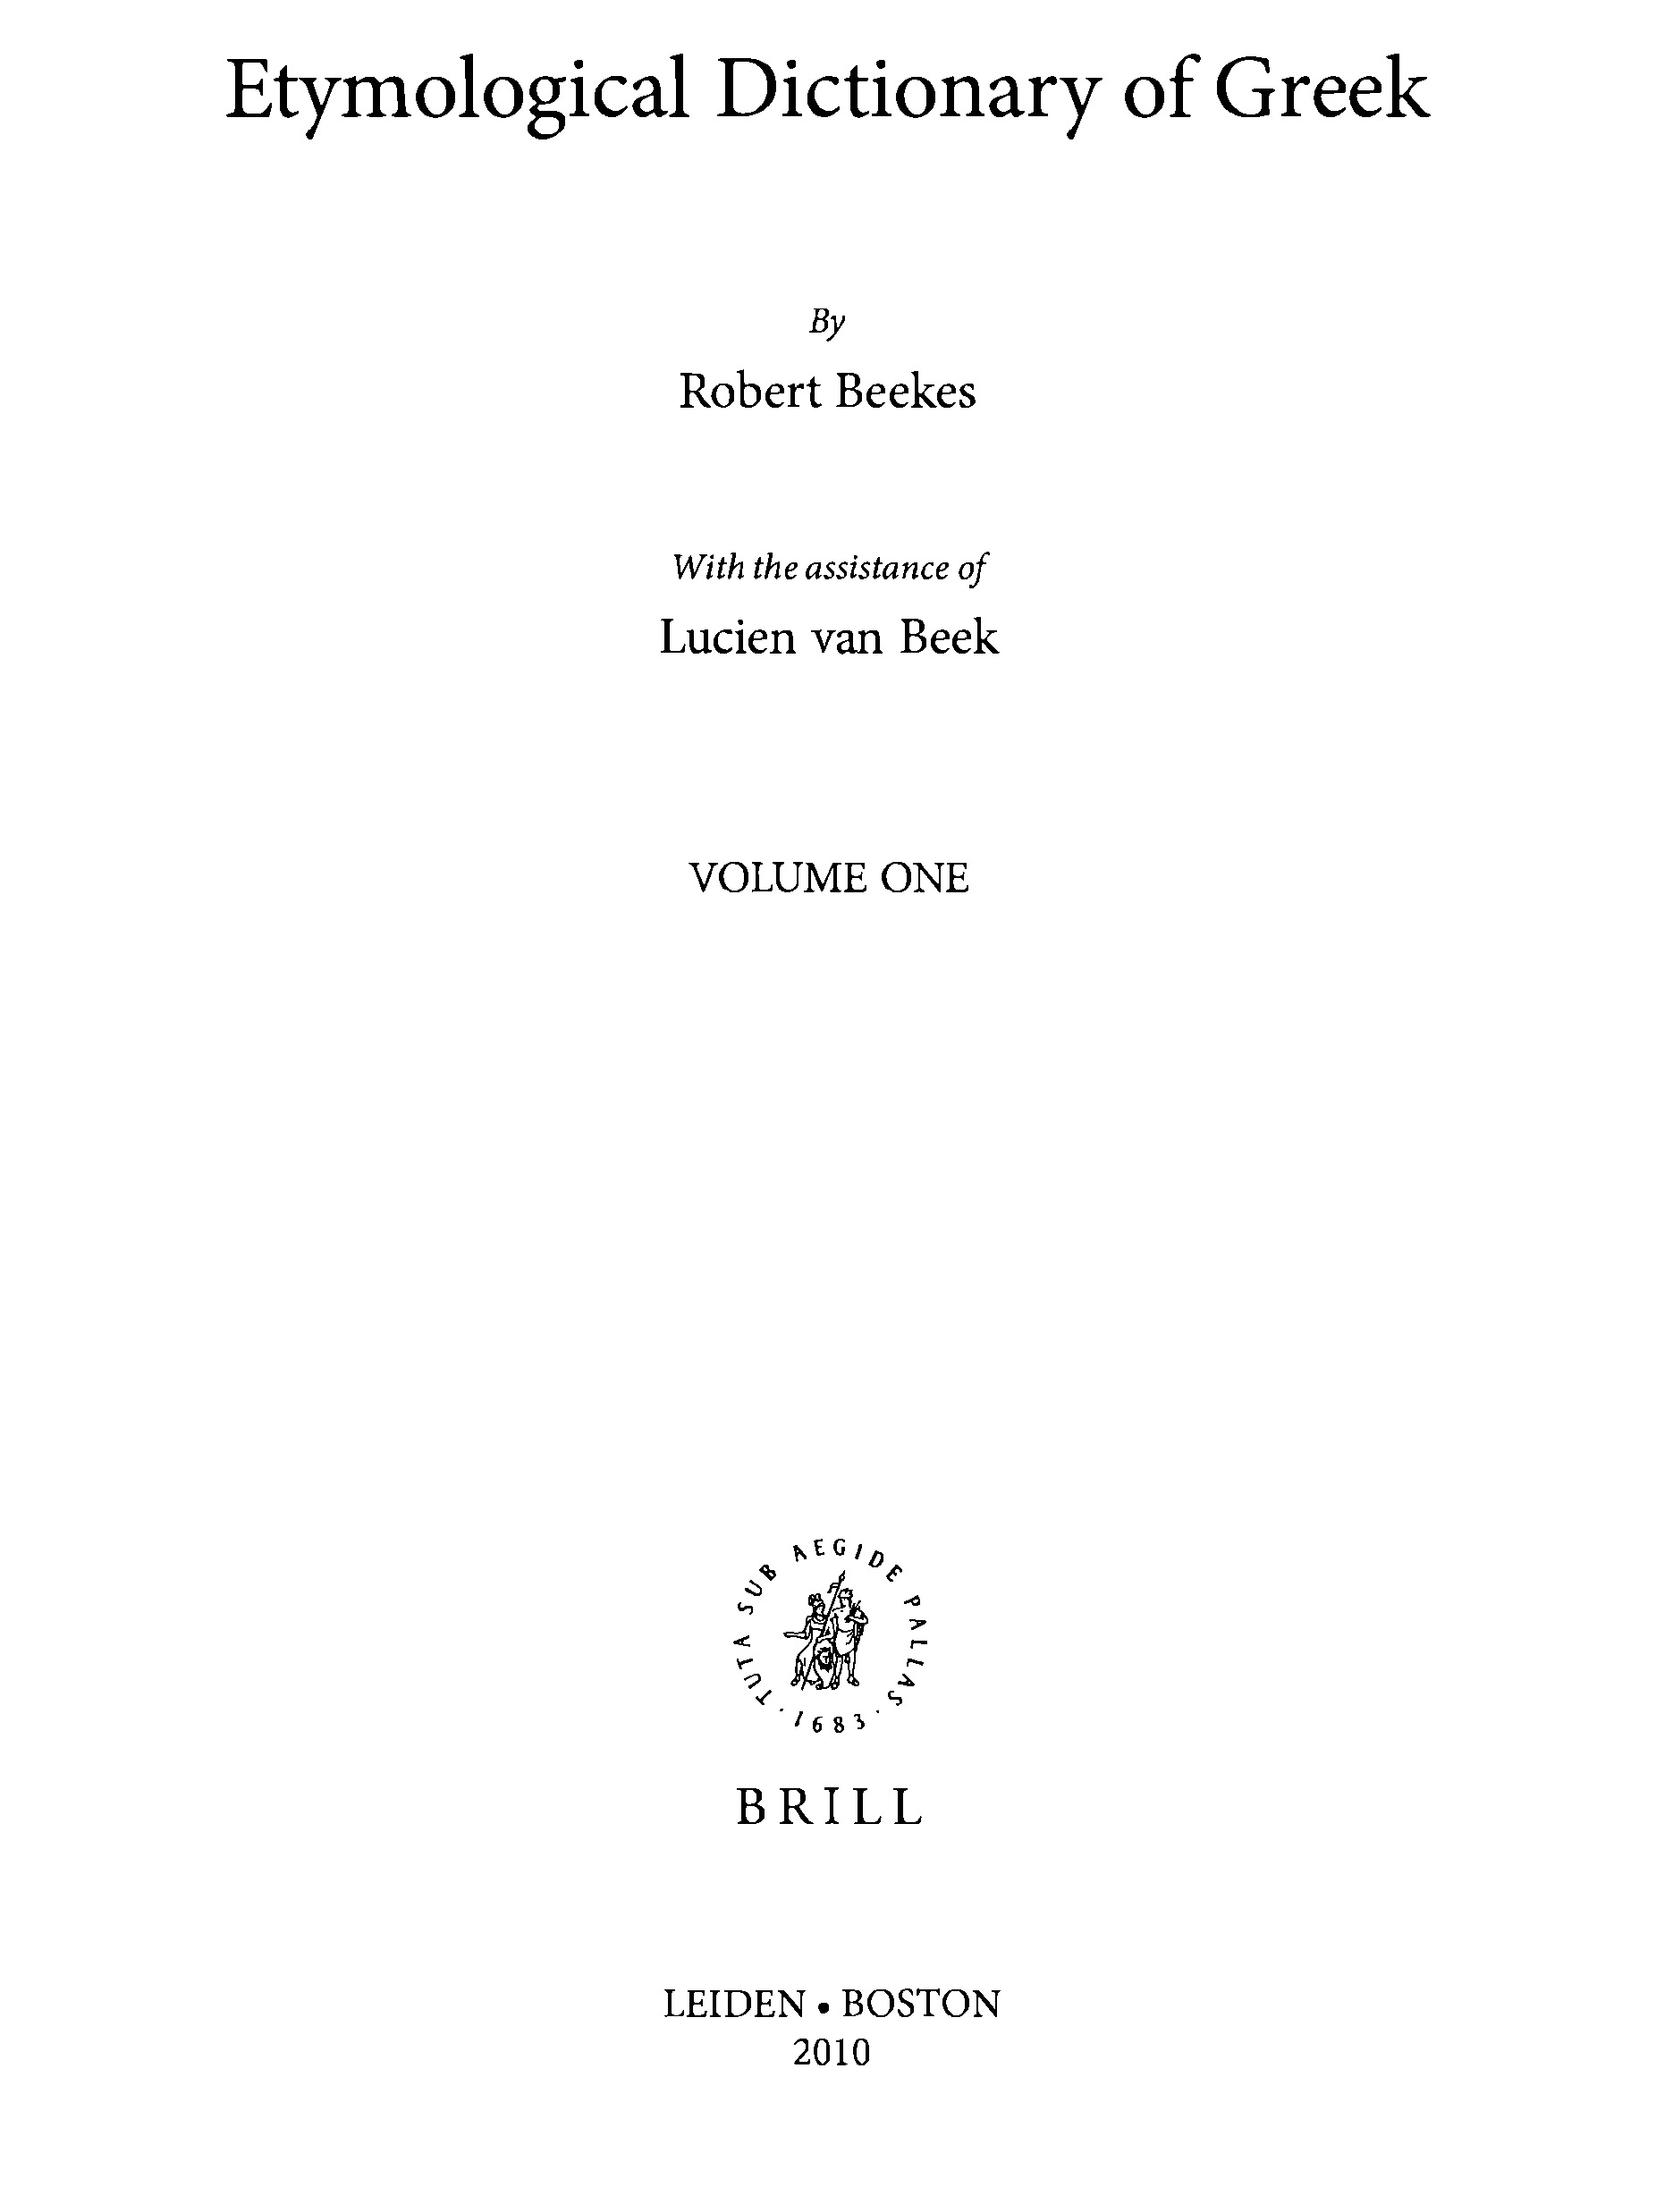 Etymological Dictionary of Greek
By
Robert Beekes
With the assistance of
Lucien van Beek
VOLUME ONE
TUTA SUB AEGIDE PALLAS · 1683 ·
BRILL
LEIDEN • BOSTON
2010